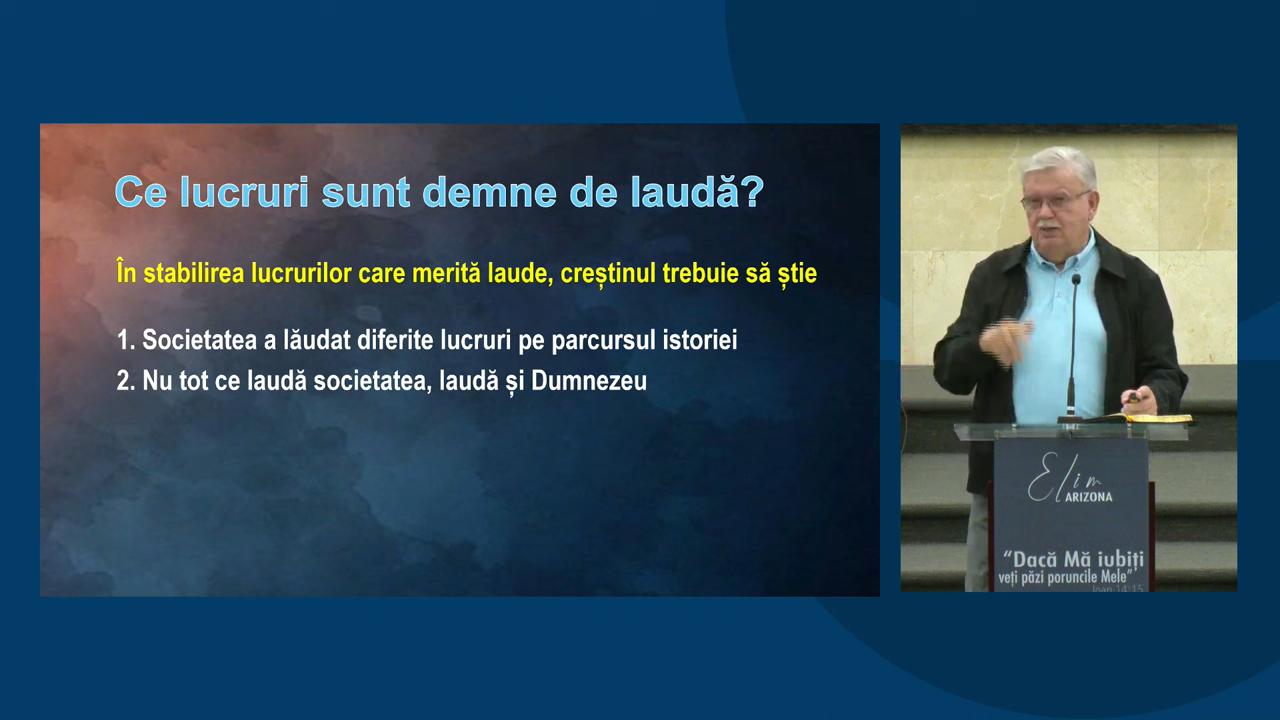 Ce lucruri sunt demne de laudă?
În stabilirea lucrurilor care merită laude, creștinul trebuie să știe
1. Societatea a lăudat diferite lucruri pe parcursul istoriei
2. Nu tot ce laudă societatea, laudă și Dumnezeu
Elim
ARIZONA
“Dacă Mă iubiți
veți păzi poruncile Mele”
Ioan 14:15